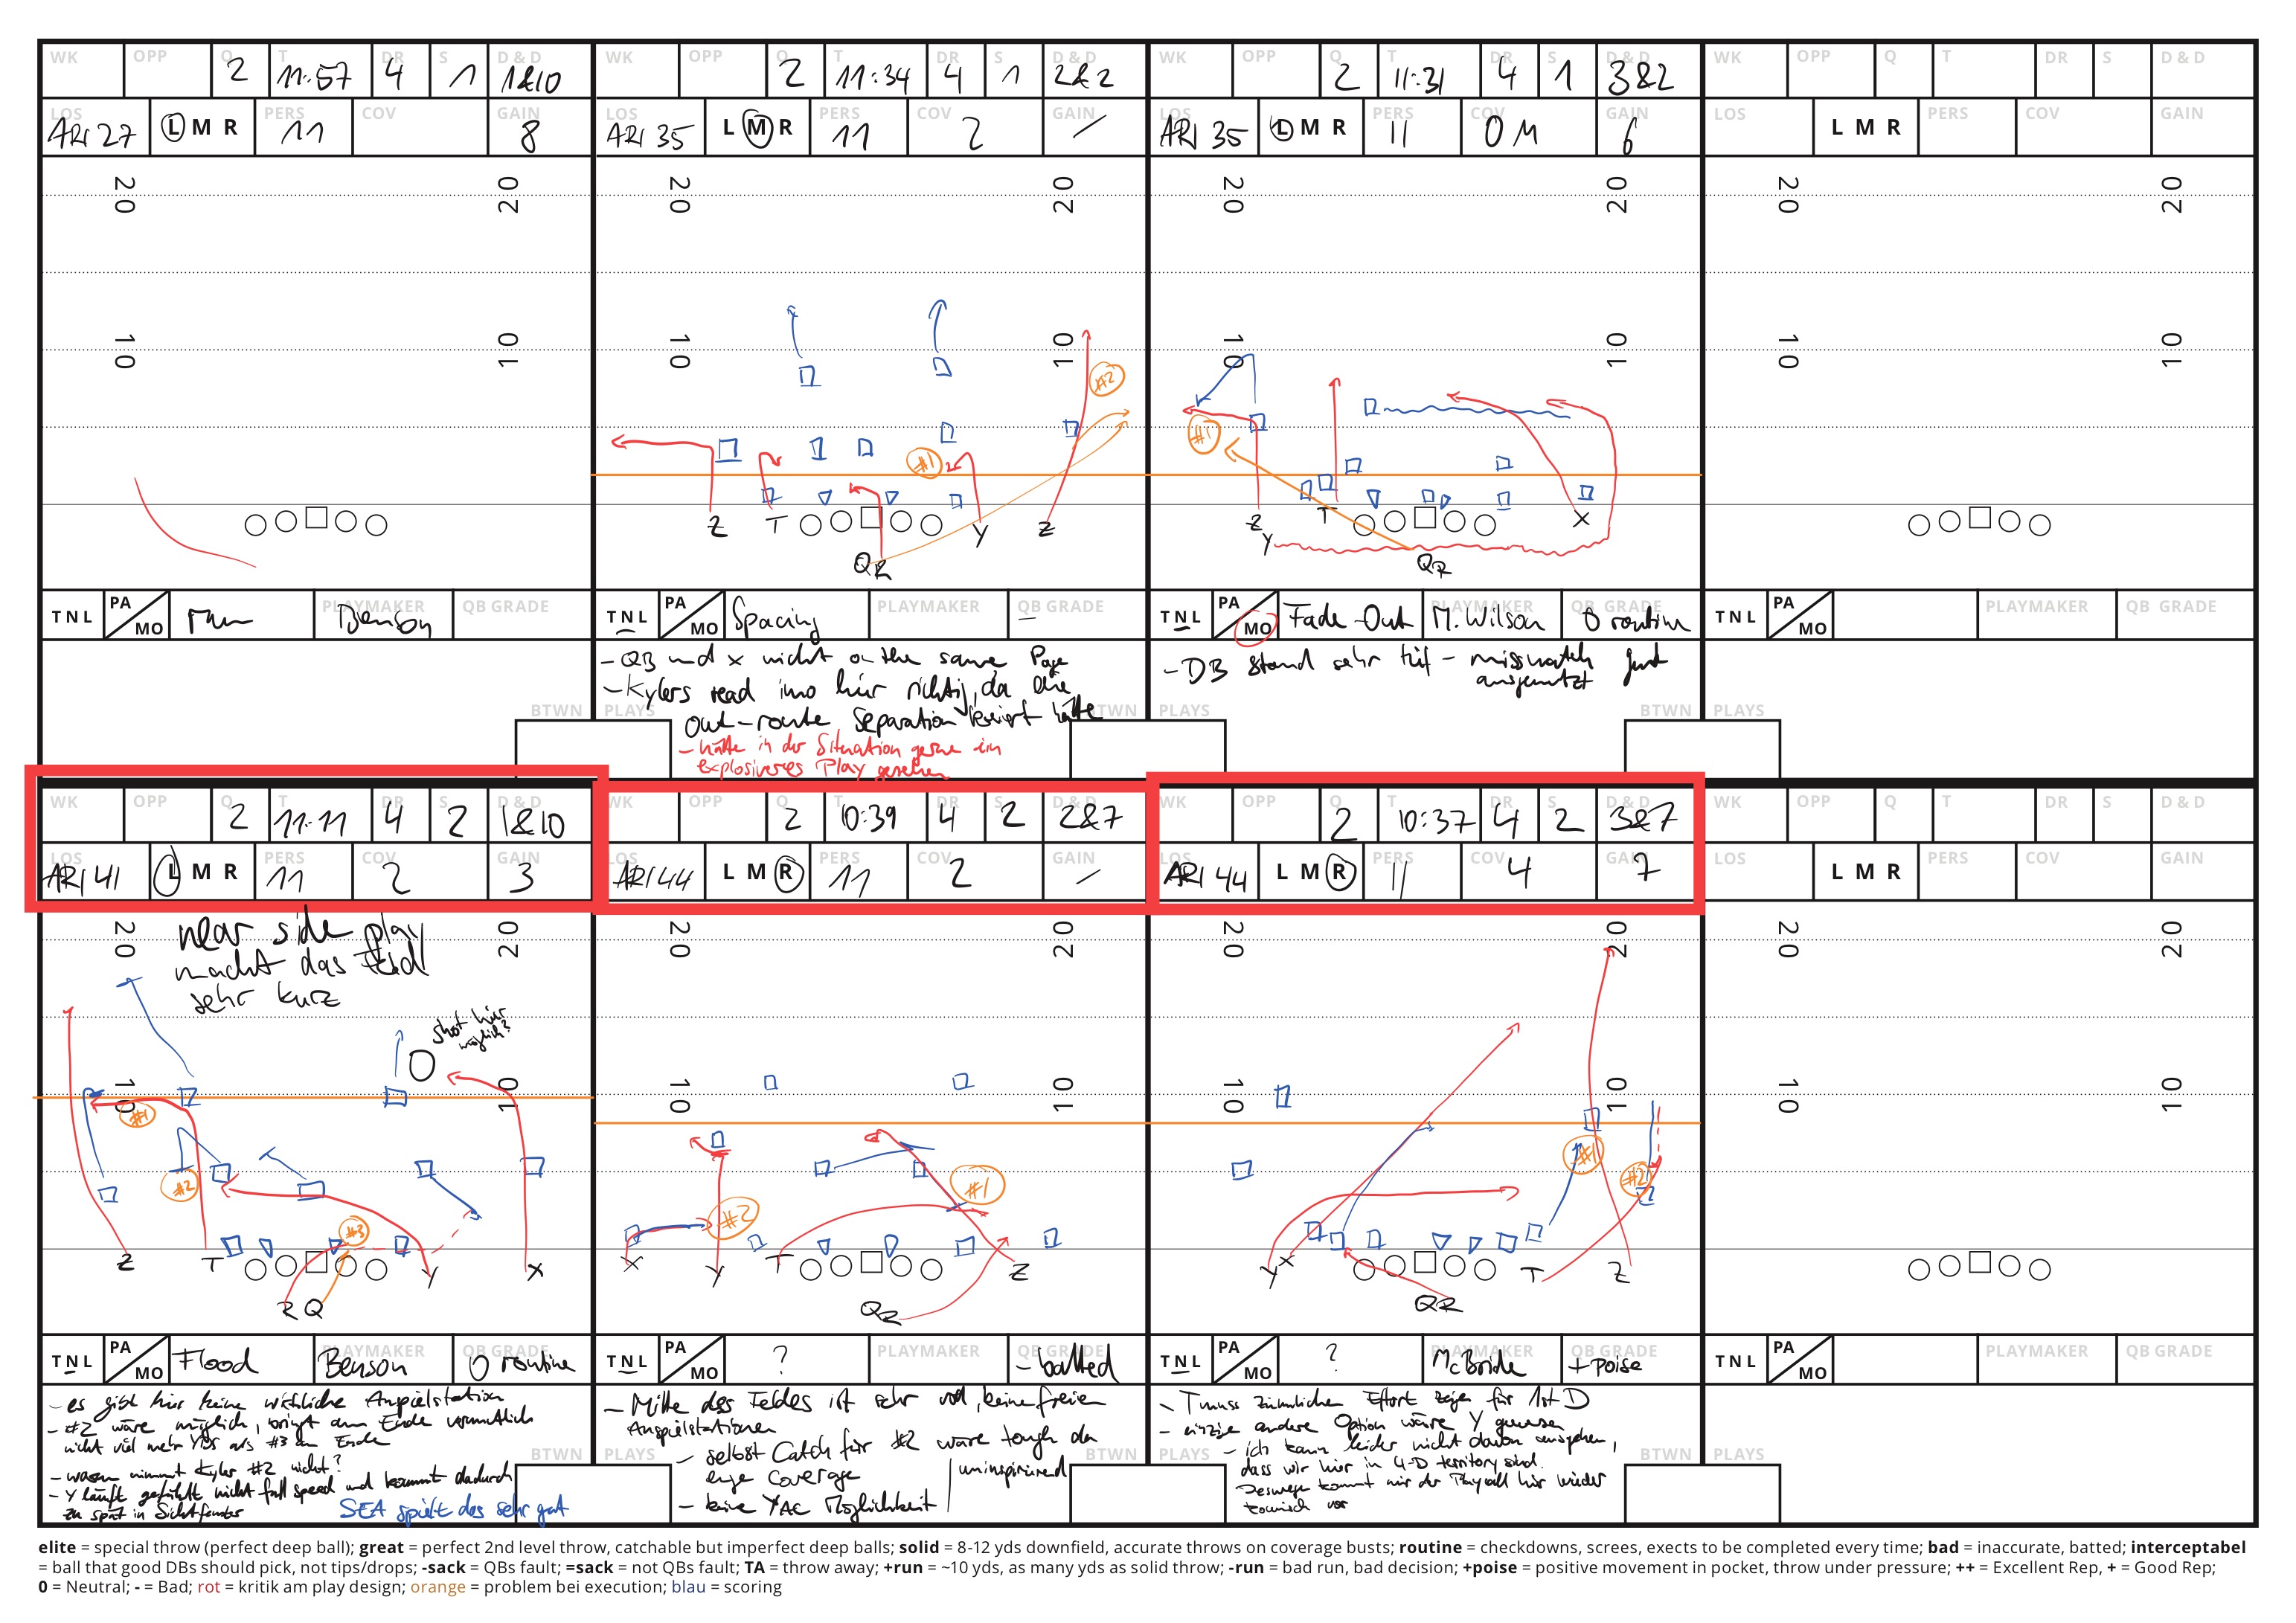 WK OPP Q 2 T 11:57 DR 4 S 1 D & D 1&10
LOS ARI 27 L M R PERS 11 COV GAIN 8
20 20
10 10
T N L PA MO run PLAYMAKER Benson QB GRADE
BTWN PLAYS
WK OPP Q 2 T 11:34 DR 4 S 1 D & D 2&2
LOS ARI 35 L M R PERS 11 COV 2 GAIN /
20 20
10 10
#2
#1
Z T Y Z
QR
T N L PA MO Spacing PLAYMAKER QB GRADE –
- QB und x nicht on the same Page
- Kylers read imo hier richtig, da die
out-route Separation kreiert hätte
- hätte in der Situation gerne ein
explosiveres Play gesehen
BTWN PLAYS
WK OPP Q 2 T 11:31 DR 4 S 1 D & D 3&2
LOS ARI 35 L M R PERS 11 COV 0 M GAIN 6
20 20
10 10
#1
Z T X
Y
QR
T N L PA MO Fade-Out PLAYMAKER M. Wilson QB GRADE 0 routine
- DB stand sehr tief - missmatch gut
ausgenutzt
BTWN PLAYS
WK OPP Q T DR S D & D
LOS L M R PERS COV GAIN
20 20
10 10
T N L PA MO PLAYMAKER QB GRADE
WK OPP Q 2 T 11:11 DR 4 S 2 D & D 1&10
LOS ARI 41 L M R PERS 11 COV 2 GAIN 3
20 20
near side play
macht das Feld
sehr kurz
shot hier
möglich?
10 10
#1
#2
#3
Z T Y X
R Q
T N L PA MO Flood PLAYMAKER Benson QB GRADE 0 routine
- es gibt hier keine wirkliche Anspielstation
- #2 wäre möglich, bringt am Ende vermutlich
nicht viel mehr YDs als #3 am Ende
- warum nimmt Kyler #2 nicht?
- Y läuft gefühlt nicht full speed und kommt dadurch
zu spät in Sichtfenster
SEA spielt das sehr gut
BTWN PLAYS
WK OPP Q 2 T 10:39 DR 4 S 2 D & D 2&7
LOS ARI 44 L M R PERS 11 COV 2 GAIN /
20 20
10 10
#1
#2
X Y T Z
QR
T N L PA MO ? PLAYMAKER QB GRADE - batted
- Mitte des Feldes ist sehr voll, keine freien
Anspielstationen
- selbst Catch für #2 wäre tough da
enge Coverage
uninspiriered
- keine YAC Möglichkeit
BTWN PLAYS
WK OPP Q 2 T 10:37 DR 4 S 2 D & D 3&7
LOS ARI 44 L M R PERS 11 COV 4 GAIN 7
20 20
10 10
#1
#2
Y X T Z
QR
T N L PA MO ? PLAYMAKER McBride QB GRADE + poise
- T muss ziemlichen Effort zeigen für 1st D
- einzige andere Option wäre Y gewesen
- ich kann leider nicht davon ausgehen,
dass wir hier in 4-D territory sind.
Deswegen kommt mir der Playcall hier wieder
komisch vor
BTWN PLAYS
WK OPP Q T DR S D & D
LOS L M R PERS COV GAIN
20 20
10 10
T N L PA MO PLAYMAKER QB GRADE
elite = special throw (perfect deep ball); great = perfect 2nd level throw, catchable but imperfect deep balls; solid = 8-12 yds downfield, accurate throws on coverage busts; routine = checkdowns, screes, exects to be completed every time; bad = inaccurate, batted; interceptabel
= ball that good DBs should pick, not tips/drops; -sack = QBs fault; =sack = not QBs fault; TA = throw away; +run = ~10 yds, as many yds as solid throw; -run = bad run, bad decision; +poise = positive movement in pocket, throw under pressure; ++ = Excellent Rep, + = Good Rep;
0 = Neutral; - = Bad; rot = kritik am play design; orange = problem bei execution; blau = scoring